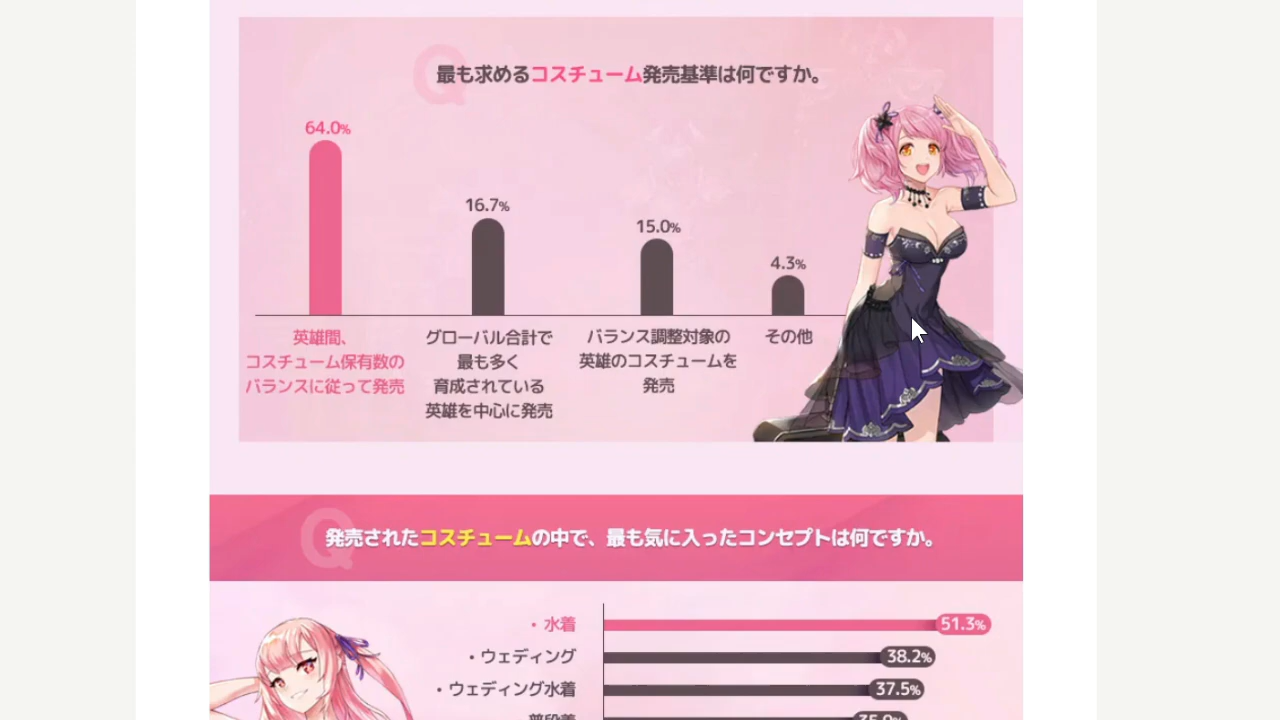 Q
最も求めるコスチューム発売基準は何ですか。
64.0%
16.7%
15.0%
4.3%
英雄間、
コスチューム保有数の
バランスに従って発売
グローバル合計で
最も多く
育成されている
英雄を中心に発売
バランス調整対象の
英雄のコスチュームを
発売
その他
Q
発売されたコスチュームの中で、最も気に入ったコンセプトは何ですか。
・水着
51.3%
・ウェディング
38.2%
・ウェディング水着
37.5%